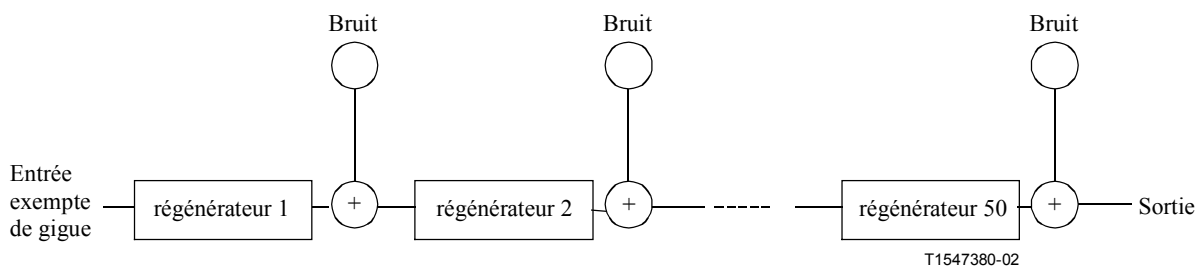 Bruit
Bruit
Bruit
Entrée
exempte
de gigue
régénérateur 1
+
régénérateur 2
+
régénérateur 50
+
Sortie
T1547380-02